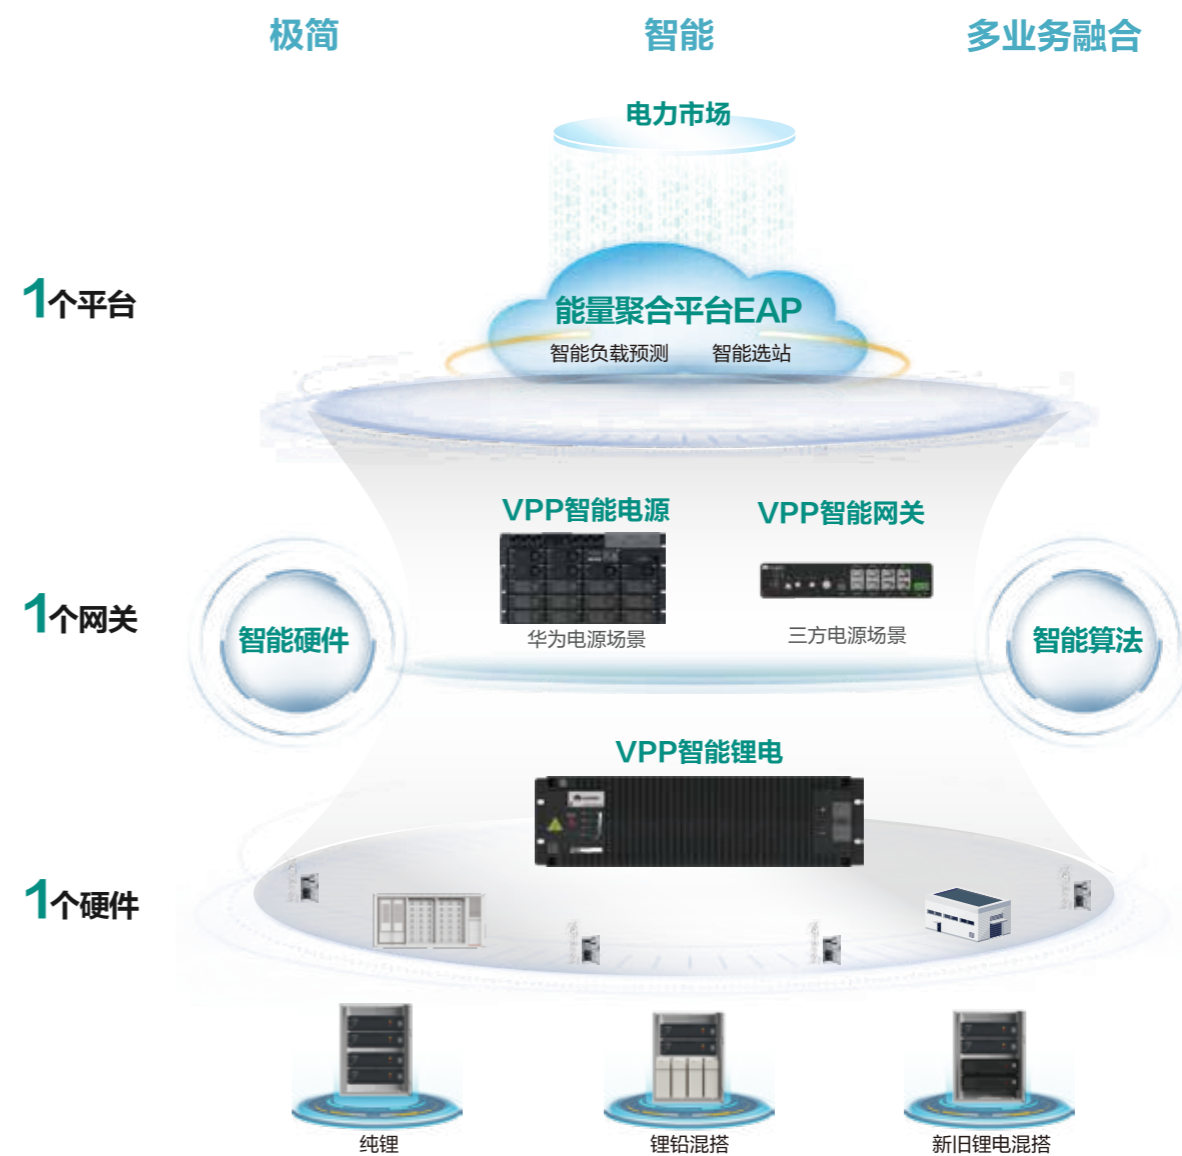 极简 智能 多业务融合
电力市场
1个平台
能量聚合平台EAP
智能负载预测 智能选站
VPP智能电源 VPP智能网关
1个网关
华为电源场景 三方电源场景
智能硬件 智能算法
VPP智能锂电
1个硬件
纯锂 锂铅混搭 新旧锂电混搭